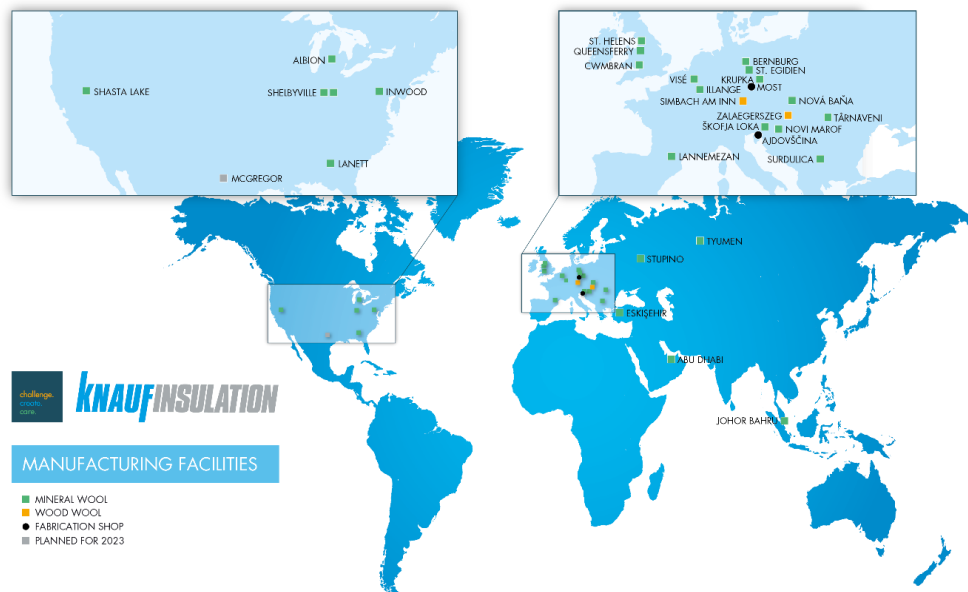 ALBION
SHASTA LAKE
SHELBYVILLE
INWOOD
LANETT
MCGREGOR
ST. HELENS
QUEENSFERRY
CWMBRAN
BERNBURG
ST. EGIDIEN
VISÉ
KRUPKA
ILLANGE
MOST
SIMBACH AM INN
NOVÁ BAŇA
ZALAEGERSZEG
TÂRNAVENI
ŠKOFJA LOKA
NOVI MAROF
AJDOVŠČINA
LANNEMEZAN
SURDULICA
TYUMEN
STUPINO
ESKIŞEHIR
ABU DHABI
JOHOR BAHRU
challenge.
create.
care.
KNAUFINSULATION
MANUFACTURING FACILITIES
MINERAL WOOL
WOOD WOOL
FABRICATION SHOP
PLANNED FOR 2023